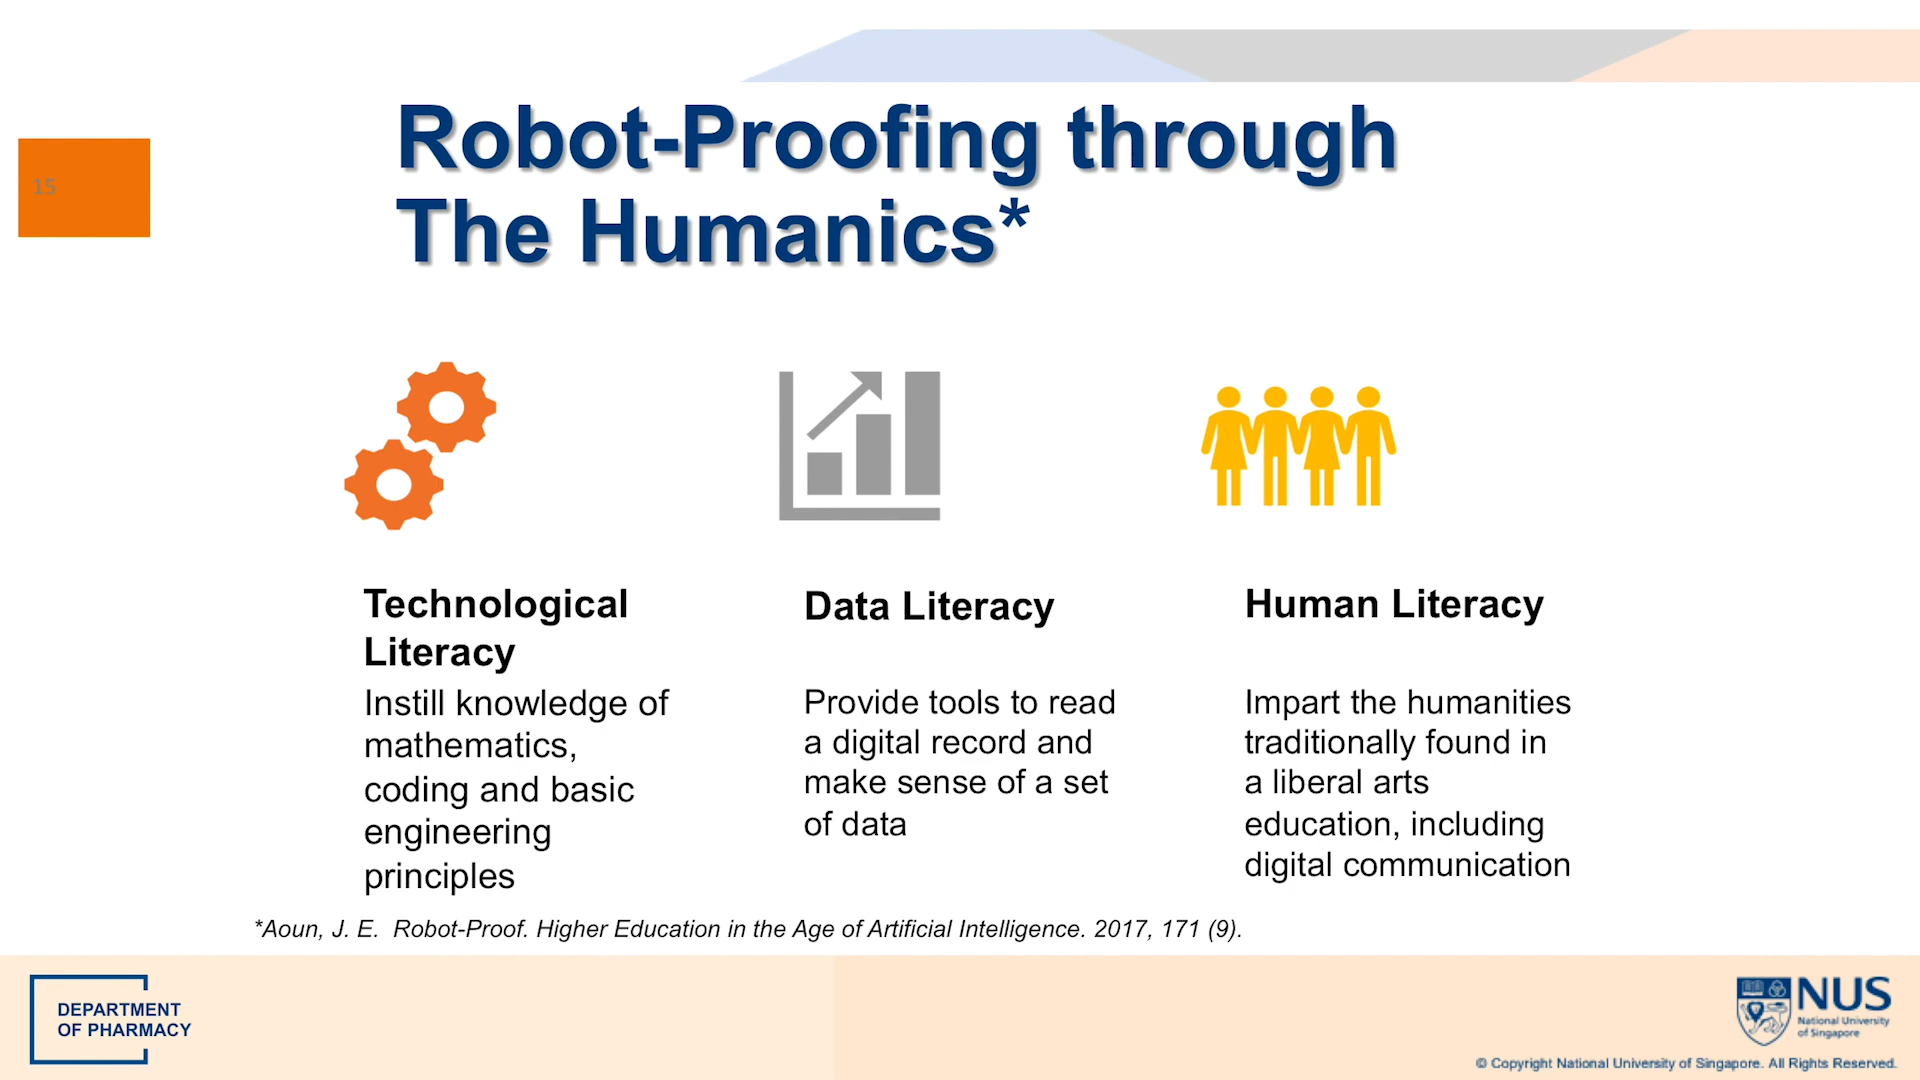 15
Robot-Proofing through
The Humanics*
Technological
Literacy
Instill knowledge of
mathematics,
coding and basic
engineering
principles
Data Literacy
Provide tools to read
a digital record and
make sense of a set
of data
Human Literacy
Impart the humanities
traditionally found in
a liberal arts
education, including
digital communication
*Aoun, J. E. Robot-Proof. Higher Education in the Age of Artificial Intelligence. 2017, 171 (9).
DEPARTMENT
OF PHARMACY
NUS
National University
of Singapore
© Copyright National University of Singapore. All Rights Reserved.